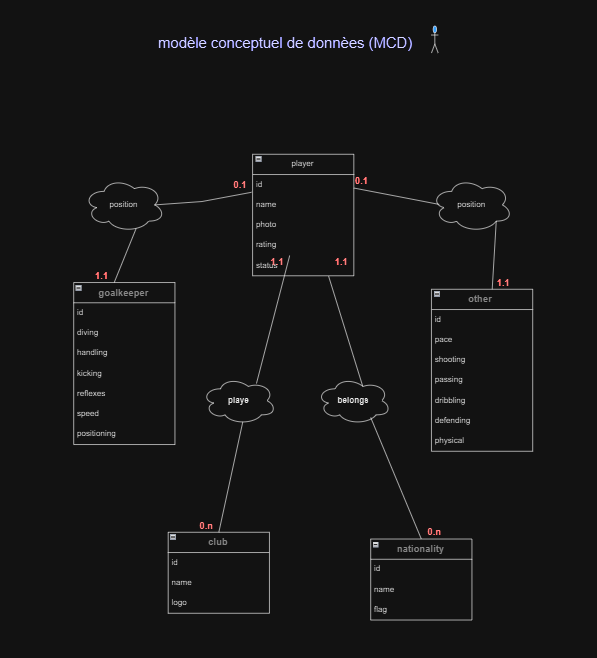 modèle conceptuel de donnèes (MCD)
player
0.1
0.1
id
name
photo
rating
status
1.1
1.1
position
position
1.1
goalkeeper
id
diving
handling
kicking
reflexes
speed
positioning
1.1
other
id
pace
shooting
passing
dribbling
defending
physical
playe
belongs
0.n
club
id
name
logo
0.n
nationality
id
name
flag